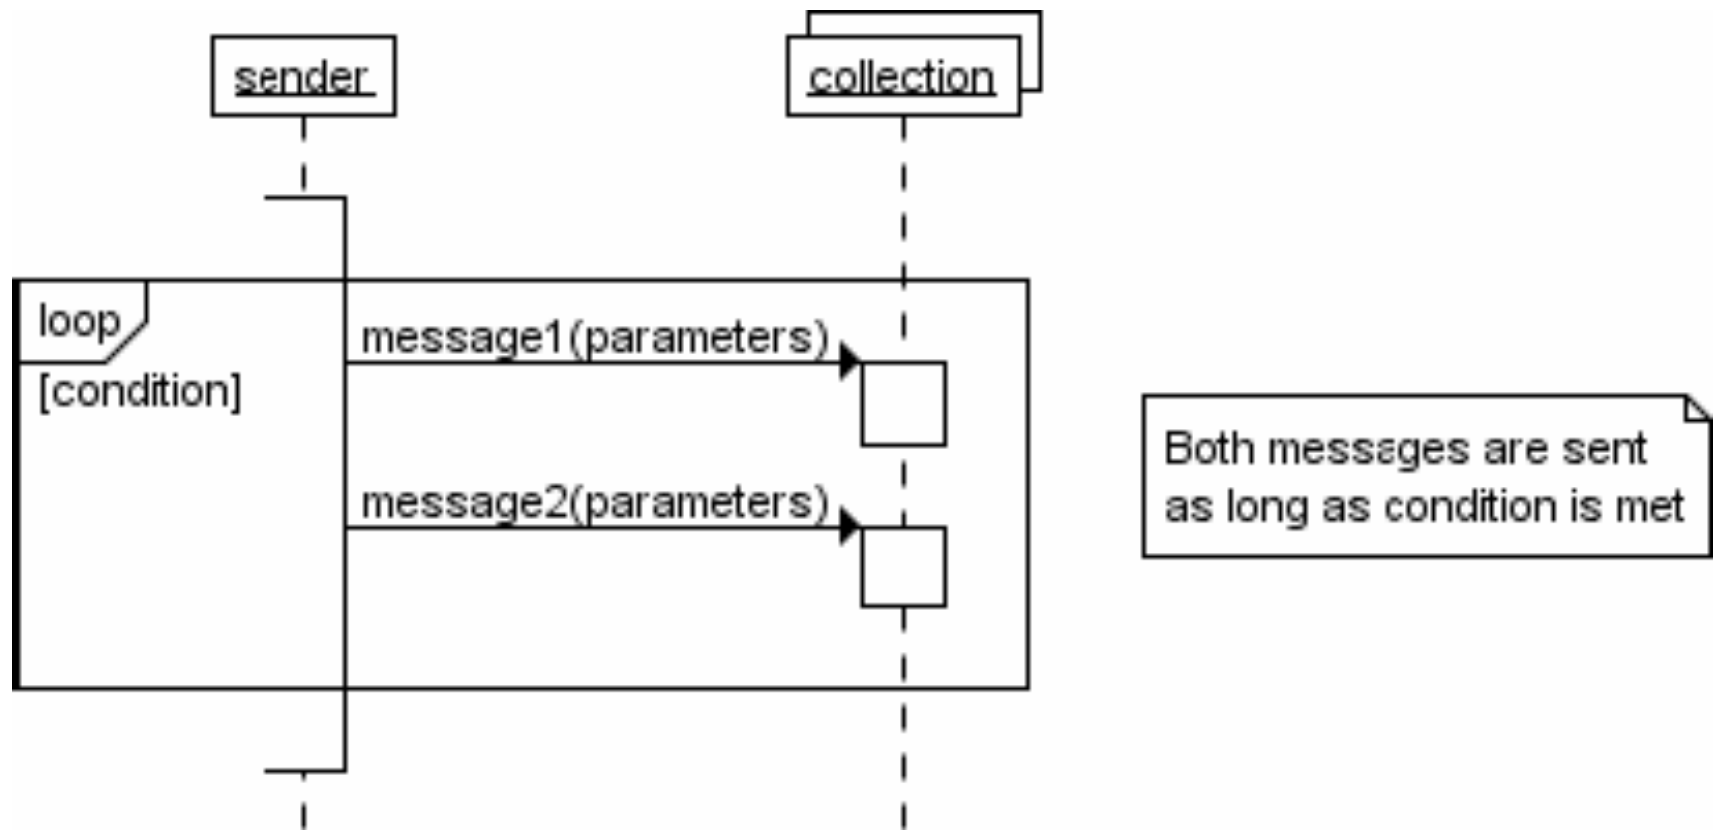 sender
collection
loop
[condition]
message1(parameters)
message2(parameters)
Both messages are sent
as long as condition is met